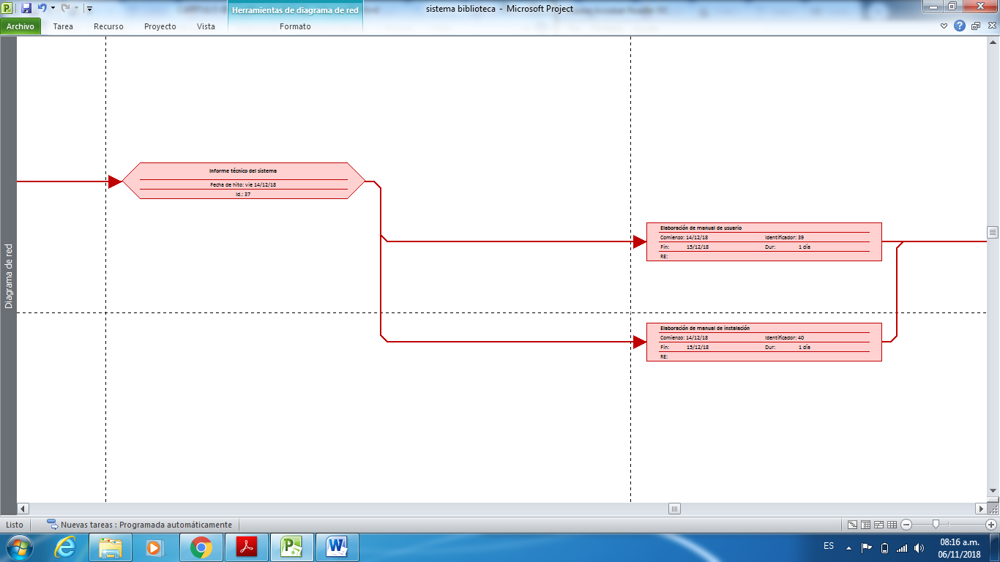 Herramientas de diagrama de red
sistema biblioteca - Microsoft Project
Archivo Tarea Recurso Proyecto Vista Formato
Diagrama de red
Informe técnico del sistema
Fecha de hito: vie 14/12/18
Id.: 37
Elaboración de manual de usuario
Comienzo: 14/12/18 Identificador: 39
Fin: 15/12/18 Dur: 1 día
RE:
Elaboración de manual de instalación
Comienzo: 14/12/18 Identificador: 40
Fin: 15/12/18 Dur: 1 día
RE:
Listo Nuevas tareas : Programada automáticamente
ES
08:16 a.m.
06/11/2018